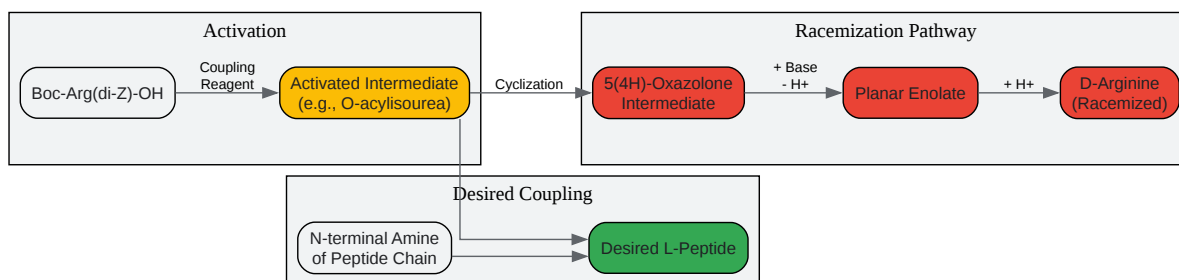 Activation
Boc-Arg(di-Z)-OH
Coupling
Reagent
Activated Intermediate
(e.g., O-acylisourea)
Cyclization
Racemization Pathway
5(4H)-Oxazolone
Intermediate
+ Base
- H+
Planar Enolate
+ H+
D-Arginine
(Racemized)
Desired Coupling
N-terminal Amine
of Peptide Chain
Desired L-Peptide